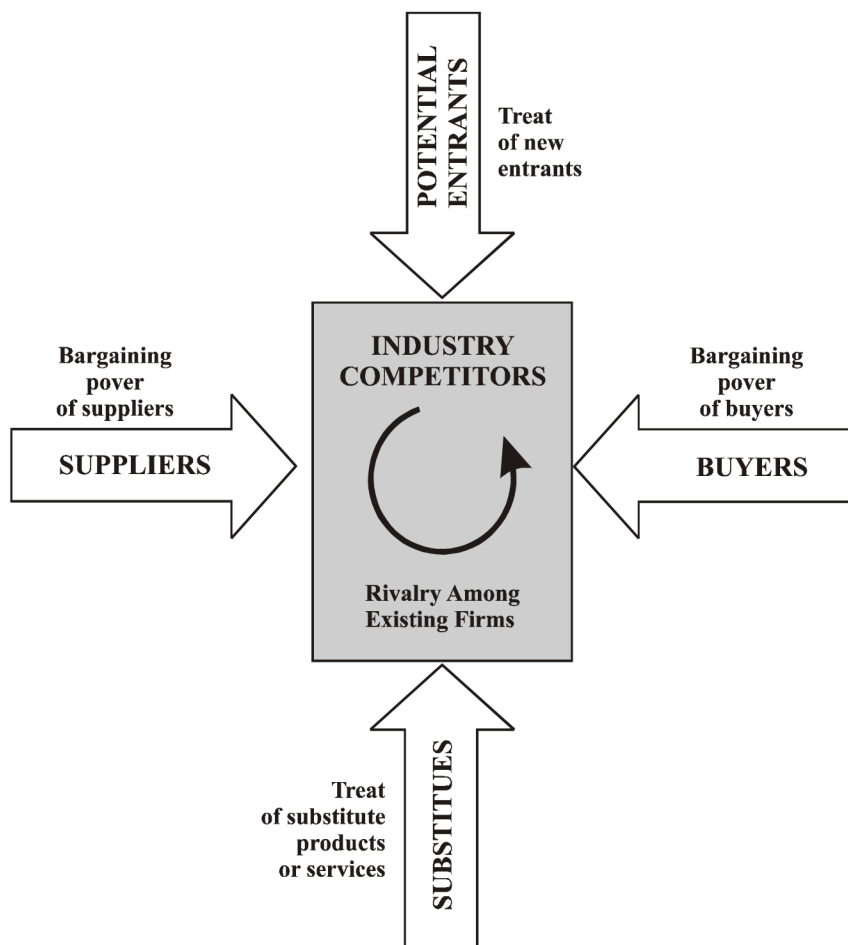 POTENTIAL
ENTRANTS
Treat
of new
entrants
Bargaining
pover
of suppliers
SUPPLIERS
INDUSTRY
COMPETITORS
Rivalry Among
Existing Firms
Bargaining
pover
of buyers
BUYERS
Treat
of substitute
products
or services
SUBSTITUES